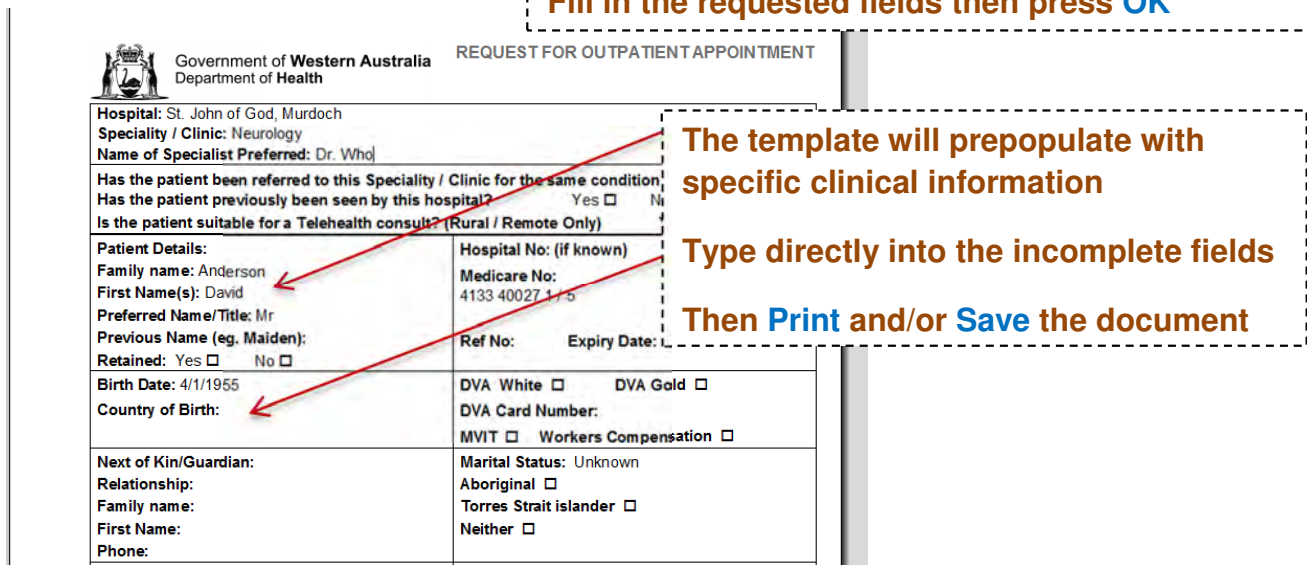 Fill in the requested fields then press OK
Government of Western Australia
Department of Health
REQUEST FOR OUTPATIENT APPOINTMENT
Hospital: St. John of God, Murdoch
Speciality / Clinic: Neurology
Name of Specialist Preferred: Dr. Who
Has the patient been referred to this Speciality / Clinic for the same condition
Has the patient previously been seen by this hospital? Yes ☐
Is the patient suitable for a Telehealth consult? (Rural / Remote Only)
The template will prepopulate with
specific clinical information
Type directly into the incomplete fields
Then Print and/or Save the document
Patient Details:
Family name: Anderson
First Name(s): David
Preferred Name/Title: Mr
Previous Name (eg. Maiden):
Retained: Yes ☐ No ☐
Hospital No: (if known)
Medicare No:
4133 40027 1 / 5
Ref No: Expiry Date:
Birth Date: 4/1/1955
Country of Birth:
DVA White ☐ DVA Gold ☐
DVA Card Number:
MVIT ☐ Workers Compensation ☐
Next of Kin/Guardian:
Relationship:
Family name:
First Name:
Phone:
Marital Status: Unknown
Aboriginal ☐
Torres Strait islander ☐
Neither ☐